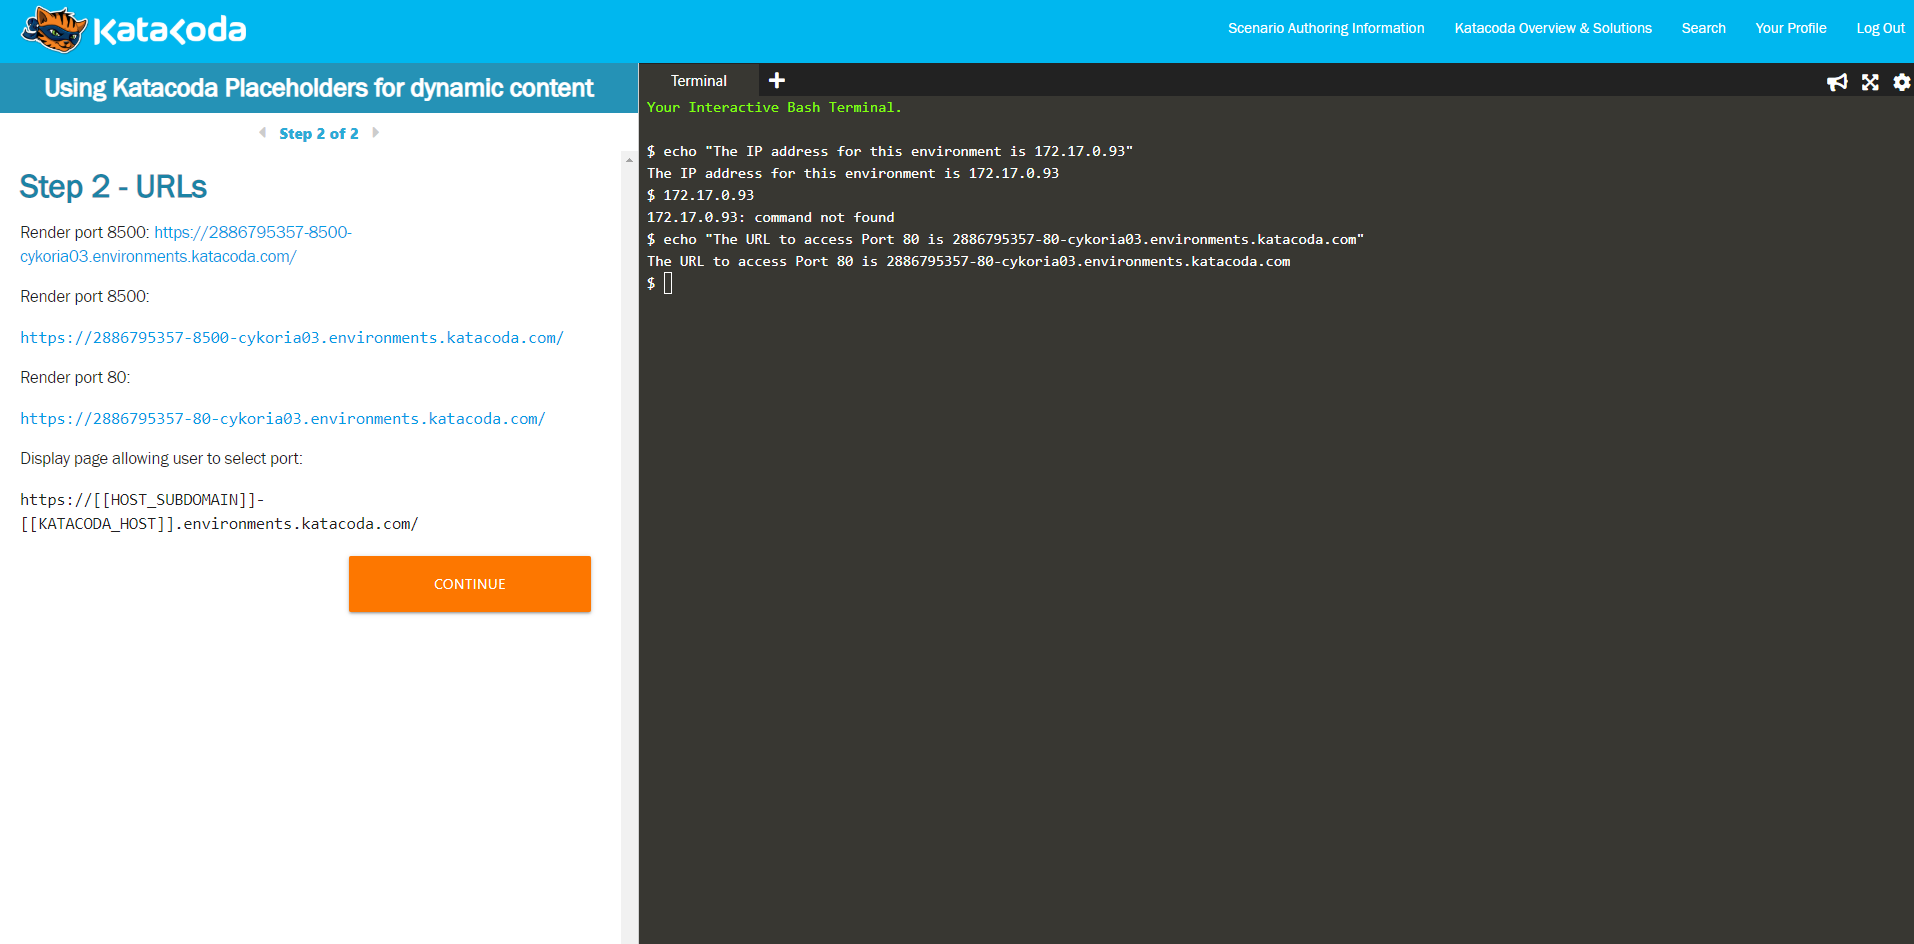 Katacoda
Scenario Authoring Information
Katacoda Overview & Solutions
Search
Your Profile
Log Out
Using Katacoda Placeholders for dynamic content
Step 2 of 2
Step 2 - URLs
Render port 8500: https://2886795357-8500-
cykoria03.environments.katacoda.com/
Render port 8500:
https://2886795357-8500-cykoria03.environments.katacoda.com/
Render port 80:
https://2886795357-80-cykoria03.environments.katacoda.com/
Display page allowing user to select port:
https://[[HOST_SUBDOMAIN]]-
[[KATACODA_HOST]].environments.katacoda.com/
CONTINUE
Terminal
Your Interactive Bash Terminal.
$ echo "The IP address for this environment is 172.17.0.93"
The IP address for this environment is 172.17.0.93
$ 172.17.0.93
172.17.0.93: command not found
$ echo "The URL to access Port 80 is 2886795357-80-cykoria03.environments.katacoda.com"
The URL to access Port 80 is 2886795357-80-cykoria03.environments.katacoda.com
$